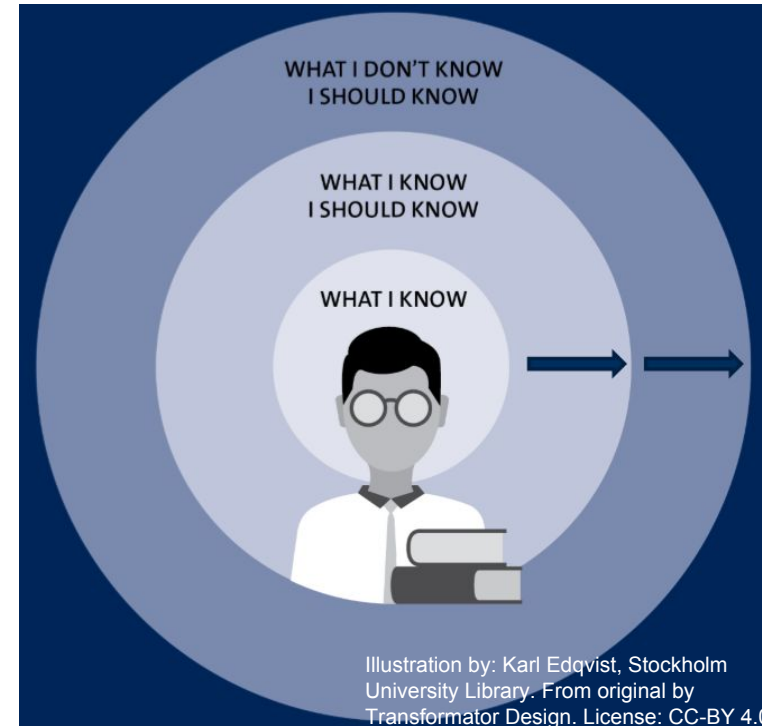 WHAT I DON'T KNOW
I SHOULD KNOW
WHAT I KNOW
I SHOULD KNOW
WHAT I KNOW
Illustration by: Karl Edqvist, Stockholm
University Library. From original by
Transformator Design. License: CC-BY 4.0